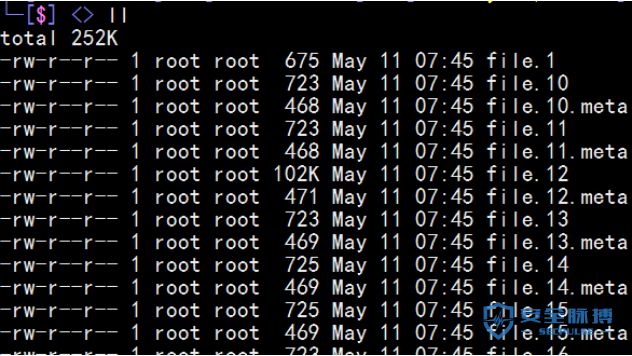 └─[$] <> ll
total 252K
-rw-r--r-- 1 root root  675 May 11 07:45 file.1
-rw-r--r-- 1 root root  723 May 11 07:45 file.10
-rw-r--r-- 1 root root  468 May 11 07:45 file.10.meta
-rw-r--r-- 1 root root  723 May 11 07:45 file.11
-rw-r--r-- 1 root root  468 May 11 07:45 file.11.meta
-rw-r--r-- 1 root root 102K May 11 07:45 file.12
-rw-r--r-- 1 root root  471 May 11 07:45 file.12.meta
-rw-r--r-- 1 root root  723 May 11 07:45 file.13
-rw-r--r-- 1 root root  469 May 11 07:45 file.13.meta
-rw-r--r-- 1 root root  725 May 11 07:45 file.14
-rw-r--r-- 1 root root  469 May 11 07:45 file.14.meta
-rw-r--r-- 1 root root  725 May 11 07:45 file.15
-rw-r--r-- 1 root root  469 May 11 07:45 file.15.meta
-rw-r--r-- 1 root root  723 May 11 07:45 file.16
安全脉搏